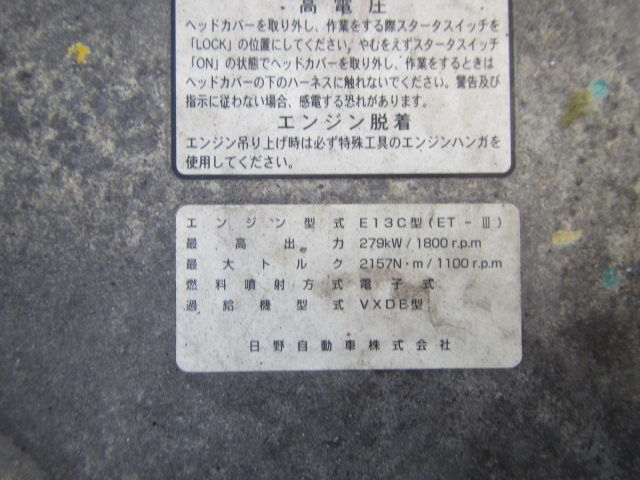 高電圧
ヘッドカバーを取り外し、作業をする際スタータスイッチを
「LOCK」の位置にしてください。やむをえずスタータスイッチ
「ON」の状態でヘッドカバーを取り外し、作業をするときは
ヘッドカバーの下のハーネスに触れないでください。警告及び
指示に従わない場合、感電する恐れがあります。
エンジン脱着
エンジン吊り上げ時は必ず特殊工具のエンジンハンガを
使用してください。
エンジン型式 E13C型(ET-Ⅲ)
最高出力 279kW/1800r.p.m
最大トルク 2157N・m/1100r.p.m
燃料噴射方式 電子式
過給機型式 VXDE型
日野自動車株式会社